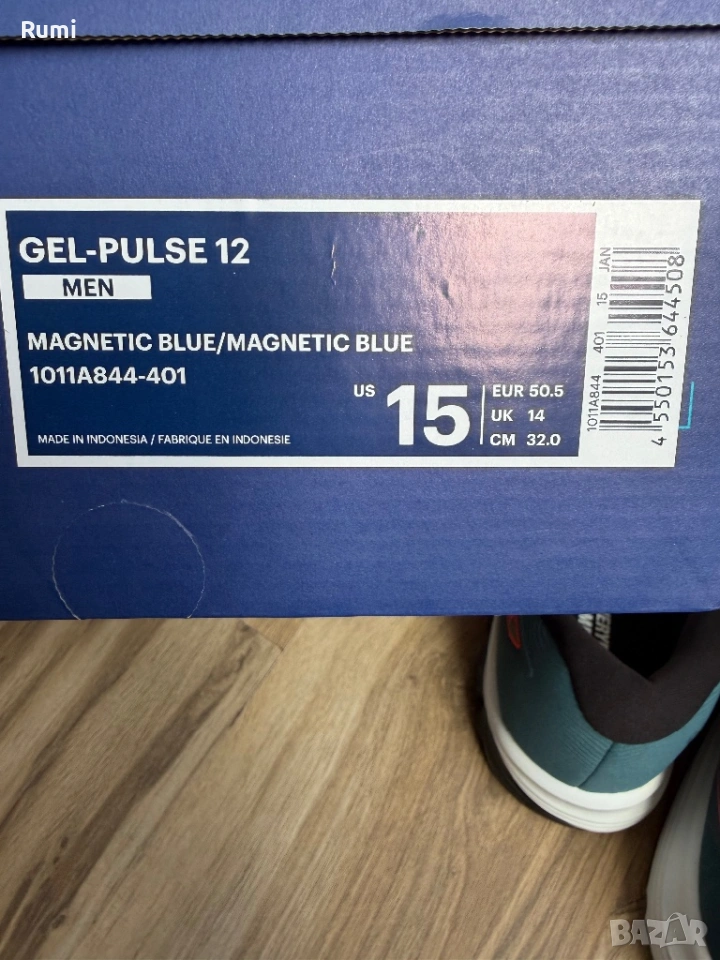 Rumi
GEL-PULSE 12
MEN
MAGNETIC BLUE/MAGNETIC BLUE
1011A844-401
US 15
EUR 50.5
UK 14
CM 32.0
MADE IN INDONESIA / FABRIQUE EN INDONESIE
1011A844 401 15 JAN
4 550153 644508
BAZAR